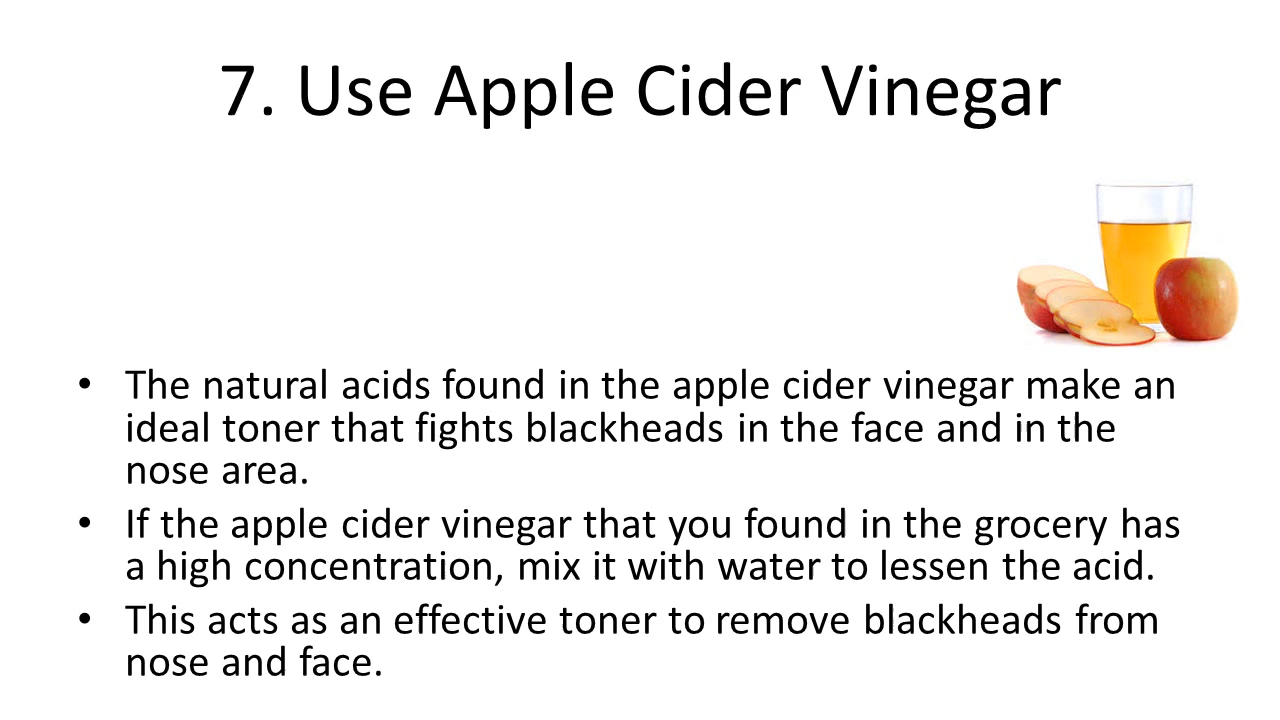 7. Use Apple Cider Vinegar
• The natural acids found in the apple cider vinegar make an
ideal toner that fights blackheads in the face and in the
nose area.
• If the apple cider vinegar that you found in the grocery has
a high concentration, mix it with water to lessen the acid.
• This acts as an effective toner to remove blackheads from
nose and face.